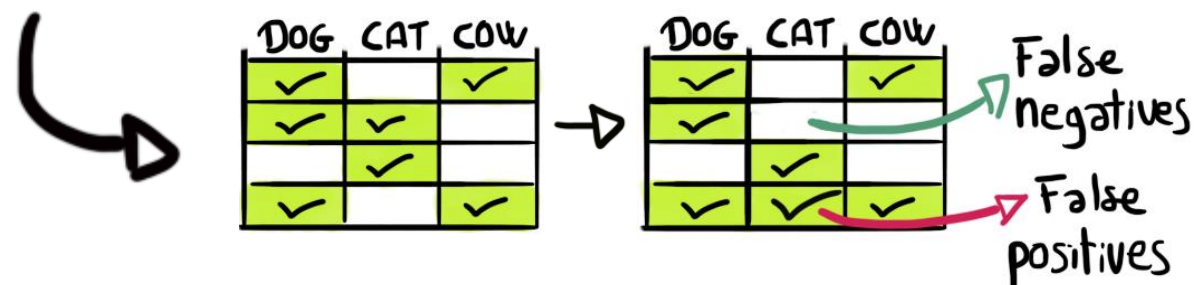 DOG CAT COW
DOG CAT COW
False
negatives
False
positives